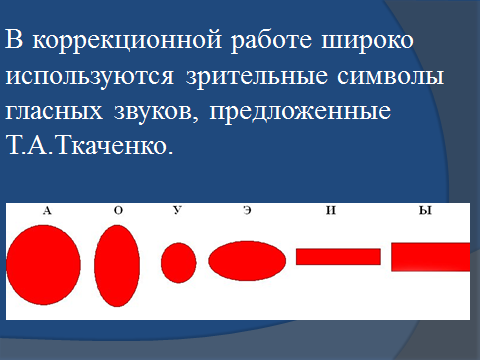 В коррекционной работе широко
используются зрительные символы
гласных звуков, предложенные
Т.А.Ткаченко.
А О У Э И Ы